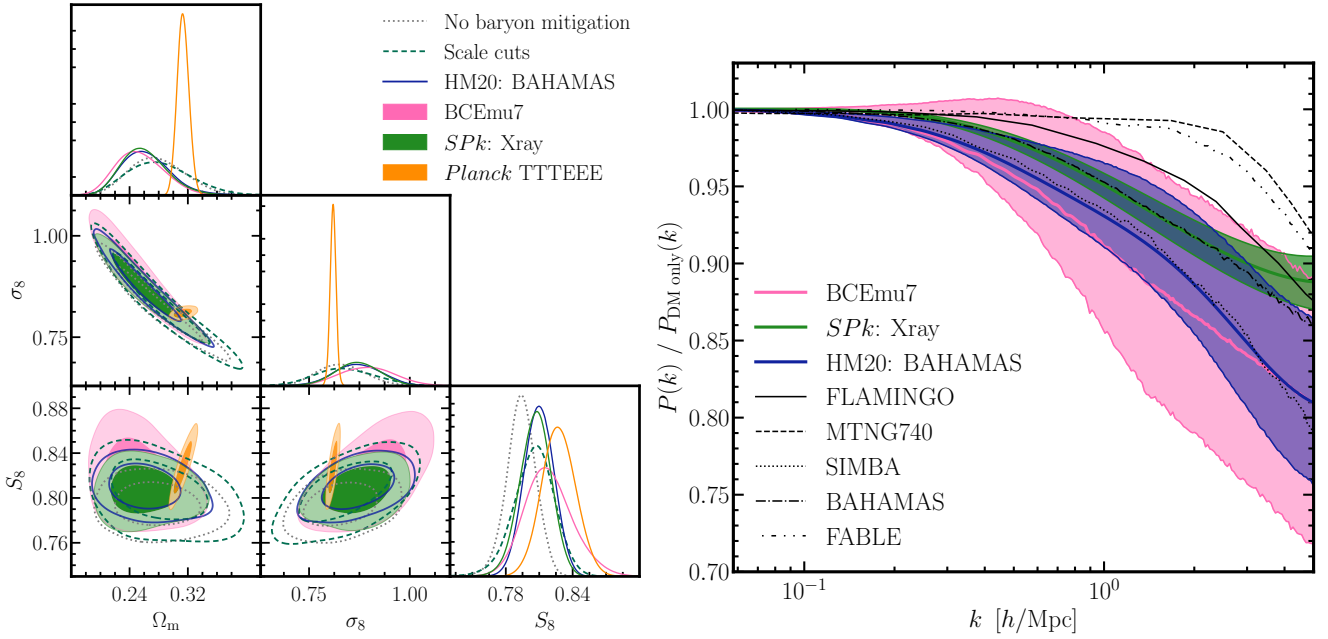 No baryon mitigation
Scale cuts
HM20: BAHAMAS
BCEmu7
SPk: Xray
Planck TTTEEE
1.00
0.75
σ₈
0.88
0.84
0.80
0.76
S₈
0.24
0.32
Ωₘ
0.75
1.00
σ₈
0.78
0.84
S₈
1.00
0.95
0.90
0.85
0.80
0.75
0.70
P(k) / P_DM only(k)
BCEmu7
SPk: Xray
HM20: BAHAMAS
FLAMINGO
MTNG740
SIMBA
BAHAMAS
FABLE
10⁻¹
10⁰
k [h/Mpc]